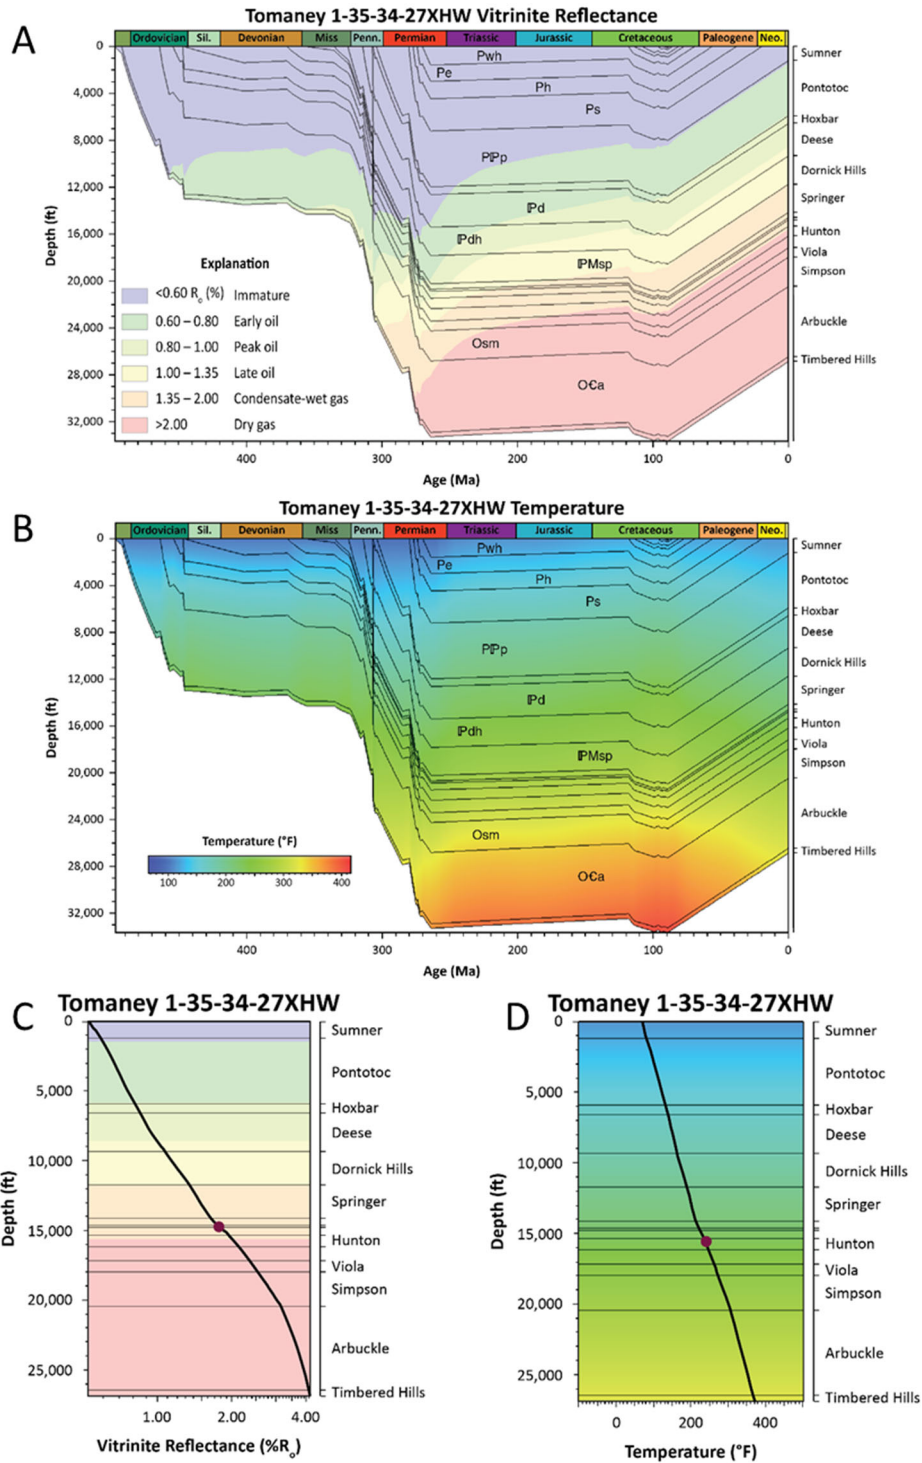 Tomaney 1-35-34-27XHW Vitrinite Reflectance
A
Ordovician Sil. Devonian Miss Penn. Permian Triassic Jurassic Cretaceous Paleogene Neo.
0
4,000
8,000
12,000
16,000
20,000
24,000
28,000
32,000
Depth (ft)
Pwh
Pe
Ph
Ps
PⅠPp
ⅠPd
ⅠPdh
ⅠPMsp
Osm
OЄa
Sumner
Pontotoc
Hoxbar
Deese
Dornick Hills
Springer
Hunton
Viola
Simpson
Arbuckle
Timbered Hills
Explanation
<0.60 Ro (%) Immature
0.60 – 0.80 Early oil
0.80 – 1.00 Peak oil
1.00 – 1.35 Late oil
1.35 – 2.00 Condensate-wet gas
>2.00 Dry gas
400 300 200 100 0
Age (Ma)
Tomaney 1-35-34-27XHW Temperature
B
Ordovician Sil. Devonian Miss Penn. Permian Triassic Jurassic Cretaceous Paleogene Neo.
0
4,000
8,000
12,000
16,000
20,000
24,000
28,000
32,000
Depth (ft)
Pwh
Pe
Ph
Ps
PⅠPp
ⅠPd
ⅠPdh
ⅠPMsp
Osm
OЄa
Sumner
Pontotoc
Hoxbar
Deese
Dornick Hills
Springer
Hunton
Viola
Simpson
Arbuckle
Timbered Hills
Temperature (°F)
100 200 300 400
400 300 200 100 0
Age (Ma)
C
Tomaney 1-35-34-27XHW
0
5,000
10,000
15,000
20,000
25,000
Depth (ft)
Sumner
Pontotoc
Hoxbar
Deese
Dornick Hills
Springer
Hunton
Viola
Simpson
Arbuckle
Timbered Hills
1.00 2.00 4.00
Vitrinite Reflectance (%Ro)
D
Tomaney 1-35-34-27XHW
0
5,000
10,000
15,000
20,000
25,000
Depth (ft)
Sumner
Pontotoc
Hoxbar
Deese
Dornick Hills
Springer
Hunton
Viola
Simpson
Arbuckle
Timbered Hills
0 200 400
Temperature (°F)